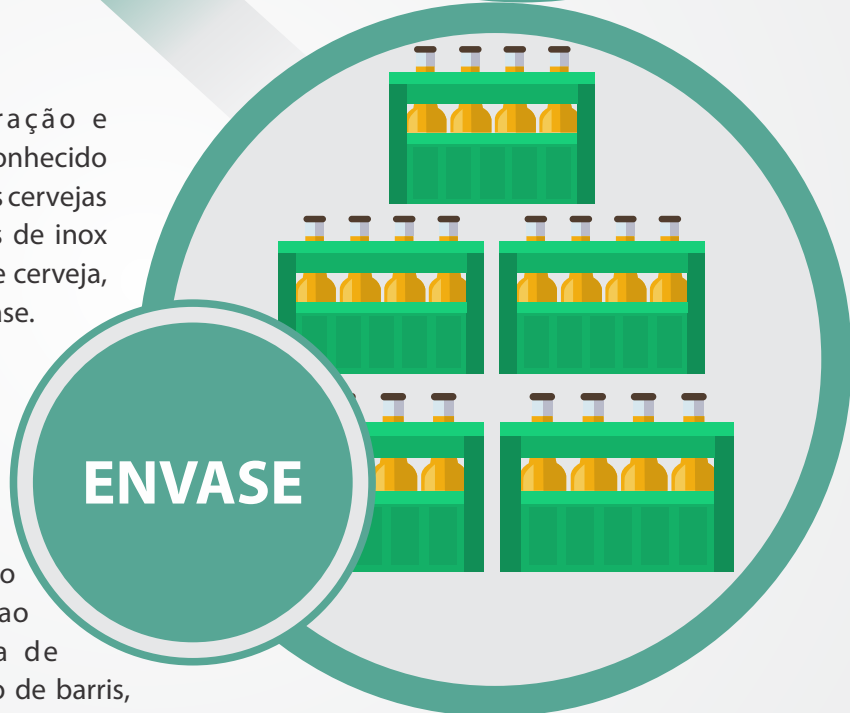 ração e
onhecido
s cervejas
s de inox
e cerveja,
se.
ENVASE
o
ao
a de
o de barris,